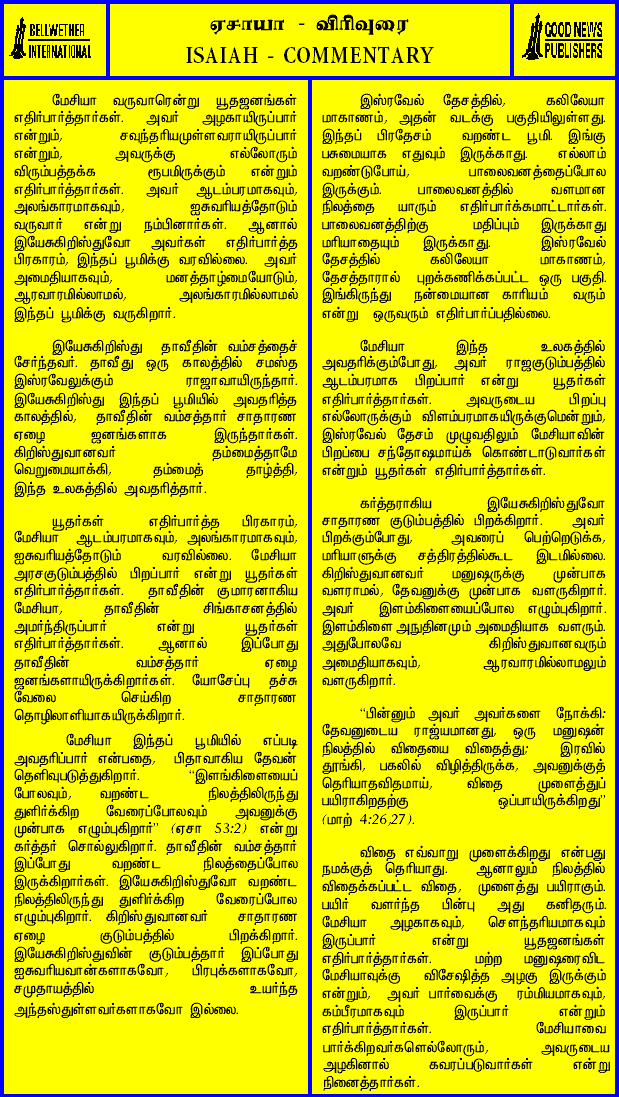 BELLWETHER
INTERNATIONAL
ஏசாயா - விரிவுரை
ISAIAH - COMMENTARY
GOOD NEWS
PUBLISHERS
மேசியா வருவாரென்று யூதஜனங்கள்
எதிர்பார்த்தார்கள். அவர் அழகாயிருப்பார்
என்றும், சவுந்தரியமுள்ளவராயிருப்பார்
என்றும், அவருக்கு எல்லோரும்
விரும்பத்தக்க ரூபமிருக்கும் என்றும்
எதிர்பார்த்தார்கள். அவர் ஆடம்பரமாகவும்,
அலங்காரமாகவும், ஐசுவரியத்தோடும்
வருவார் என்று நம்பினார்கள். ஆனால்
இயேசுகிறிஸ்துவோ அவர்கள் எதிர்பார்த்த
பிரகாரம், இந்தப் பூமிக்கு வரவில்லை. அவர்
அமைதியாகவும், மனத்தாழ்மையோடும்,
ஆரவாரமில்லாமல், அலங்காரமில்லாமல்
இந்தப் பூமிக்கு வருகிறார்.
இயேசுகிறிஸ்து தாவீதின் வம்சத்தைச்
சேர்ந்தவர். தாவீது ஒரு காலத்தில் சமஸ்த
இஸ்ரவேலுக்கும் ராஜாவாயிருந்தார்.
இயேசுகிறிஸ்து இந்தப் பூமியில் அவதரித்த
காலத்தில், தாவீதின் வம்சத்தார் சாதாரண
ஏழை ஜனங்களாக இருந்தார்கள்.
கிறிஸ்துவானவர் தம்மைத்தாமே
வெறுமையாக்கி, தம்மைத் தாழ்த்தி,
இந்த உலகத்தில் அவதரித்தார்.
யூதர்கள் எதிர்பார்த்த பிரகாரம்,
மேசியா ஆடம்பரமாகவும், அலங்காரமாகவும்,
ஐசுவரியத்தோடும் வரவில்லை. மேசியா
அரசகுடும்பத்தில் பிறப்பார் என்று யூதர்கள்
எதிர்பார்த்தார்கள். தாவீதின் குமாரனாகிய
மேசியா, தாவீதின் சிங்காசனத்தில்
அமர்ந்திருப்பார் என்று யூதர்கள்
எதிர்பார்த்தார்கள். ஆனால் இப்போது
தாவீதின் வம்சத்தார் ஏழை
ஜனங்களாயிருக்கிறார்கள். யோசேப்பு தச்சு
வேலை செய்கிற சாதாரண
தொழிலாளியாகயிருக்கிறார்.
மேசியா இந்தப் பூமியில் எப்படி
அவதரிப்பார் என்பதை, பிதாவாகிய தேவன்
தெளிவுபடுத்துகிறார். “இளங்கிளையைப்
போலவும், வறண்ட நிலத்திலிருந்து
துளிர்க்கிற வேரைப்போலவும் அவனுக்கு
முன்பாக எழும்புகிறார்” (ஏசா 53:2) என்று
கர்த்தர் சொல்லுகிறார். தாவீதின் வம்சத்தார்
இப்போது வறண்ட நிலத்தைப்போல
இருக்கிறார்கள். இயேசுகிறிஸ்துவோ வறண்ட
நிலத்திலிருந்து துளிர்க்கிற வேரைப்போல
எழும்புகிறார். கிறிஸ்துவானவர் சாதாரண
ஏழை குடும்பத்தில் பிறக்கிறார்.
இயேசுகிறிஸ்துவின் குடும்பத்தார் இப்போது
ஐசுவரியவான்களாகவோ, பிரபுக்களாகவோ,
சமுதாயத்தில் உயர்ந்த
அந்தஸ்துள்ளவர்களாகவோ இல்லை.
இஸ்ரவேல் தேசத்தில், கலிலேயா
மாகாணம், அதன் வடக்கு பகுதியிலுள்ளது.
இந்தப் பிரதேசம் வறண்ட பூமி. இங்கு
பசுமையாக எதுவும் இருக்காது. எல்லாம்
வறண்டுபோய், பாலைவனத்தைப்போல
இருக்கும். பாலைவனத்தில் வளமான
நிலத்தை யாரும் எதிர்பார்க்கமாட்டார்கள்.
பாலைவனத்திற்கு மதிப்பும் இருக்காது
மரியாதையும் இருக்காது. இஸ்ரவேல்
தேசத்தில் கலிலேயா மாகாணம்,
தேசத்தாரால் புறக்கணிக்கப்பட்ட ஒரு பகுதி.
இங்கிருந்து நன்மையான காரியம் வரும்
என்று ஒருவரும் எதிர்பார்ப்பதில்லை.
மேசியா இந்த உலகத்தில்
அவதரிக்கும்போது, அவர் ராஜகுடும்பத்தில்
ஆடம்பரமாக பிறப்பார் என்று யூதர்கள்
எதிர்பார்த்தார்கள். அவருடைய பிறப்பு
எல்லோருக்கும் விளம்பரமாகயிருக்குமென்றும்,
இஸ்ரவேல் தேசம் முழுவதிலும் மேசியாவின்
பிறப்பை சந்தோஷமாய்க் கொண்டாடுவார்கள்
என்றும் யூதர்கள் எதிர்பார்த்தார்கள்.
கர்த்தராகிய இயேசுகிறிஸ்துவோ
சாதாரண குடும்பத்தில் பிறக்கிறார். அவர்
பிறக்கும்போது, அவரைப் பெற்றெடுக்க,
மரியாளுக்கு சத்திரத்தில்கூட இடமில்லை.
கிறிஸ்துவானவர் மனுஷருக்கு முன்பாக
வளராமல், தேவனுக்கு முன்பாக வளருகிறார்.
அவர் இளம்கிளையைப்போல எழும்புகிறார்.
இளம்கிளை அநுதினமும் அமைதியாக வளரும்.
அதுபோலவே கிறிஸ்துவானவரும்
அமைதியாகவும், ஆரவாரமில்லாமலும்
வளருகிறார்.
“பின்னும் அவர் அவர்களை நோக்கி:
தேவனுடைய ராஜ்யமானது, ஒரு மனுஷன்
நிலத்தில் விதையை விதைத்து; இரவில்
தூங்கி, பகலில் விழித்திருக்க, அவனுக்குத்
தெரியாதவிதமாய், விதை முளைத்துப்
பயிராகிறதற்கு ஒப்பாயிருக்கிறது”
(மாற் 4:26,27).
விதை எவ்வாறு முளைக்கிறது என்பது
நமக்குத் தெரியாது. ஆனாலும் நிலத்தில்
விதைக்கப்பட்ட விதை, முளைத்து பயிராகும்.
பயிர் வளர்ந்த பின்பு அது கனிதரும்.
மேசியா அழகாகவும், சௌந்தரியமாகவும்
இருப்பார் என்று யூதஜனங்கள்
எதிர்பார்த்தார்கள். மற்ற மனுஷரைவிட
மேசியாவுக்கு விசேஷித்த அழகு இருக்கும்
என்றும், அவர் பார்வைக்கு ரம்மியமாகவும்,
கம்பீரமாகவும் இருப்பார் என்றும்
எதிர்பார்த்தார்கள். மேசியாவை
பார்க்கிறவர்களெல்லோரும், அவருடைய
அழகினால் கவரப்படுவார்கள் என்று
நினைத்தார்கள்.